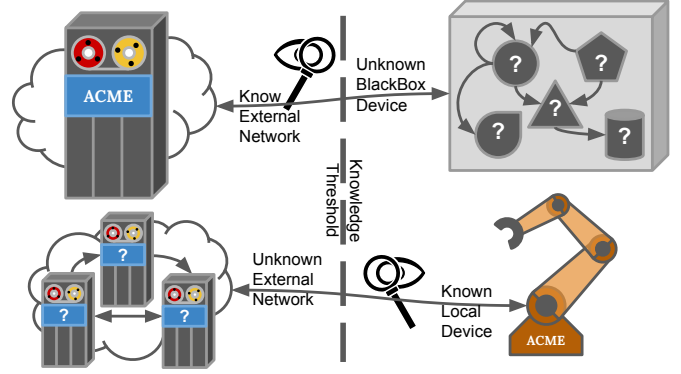 ACME
Know
External
Network
Unknown
BlackBox
Device
?
?
?
?
?
Knowledge
Threshold
?
?
?
Unknown
External
Network
Known
Local
Device
ACME